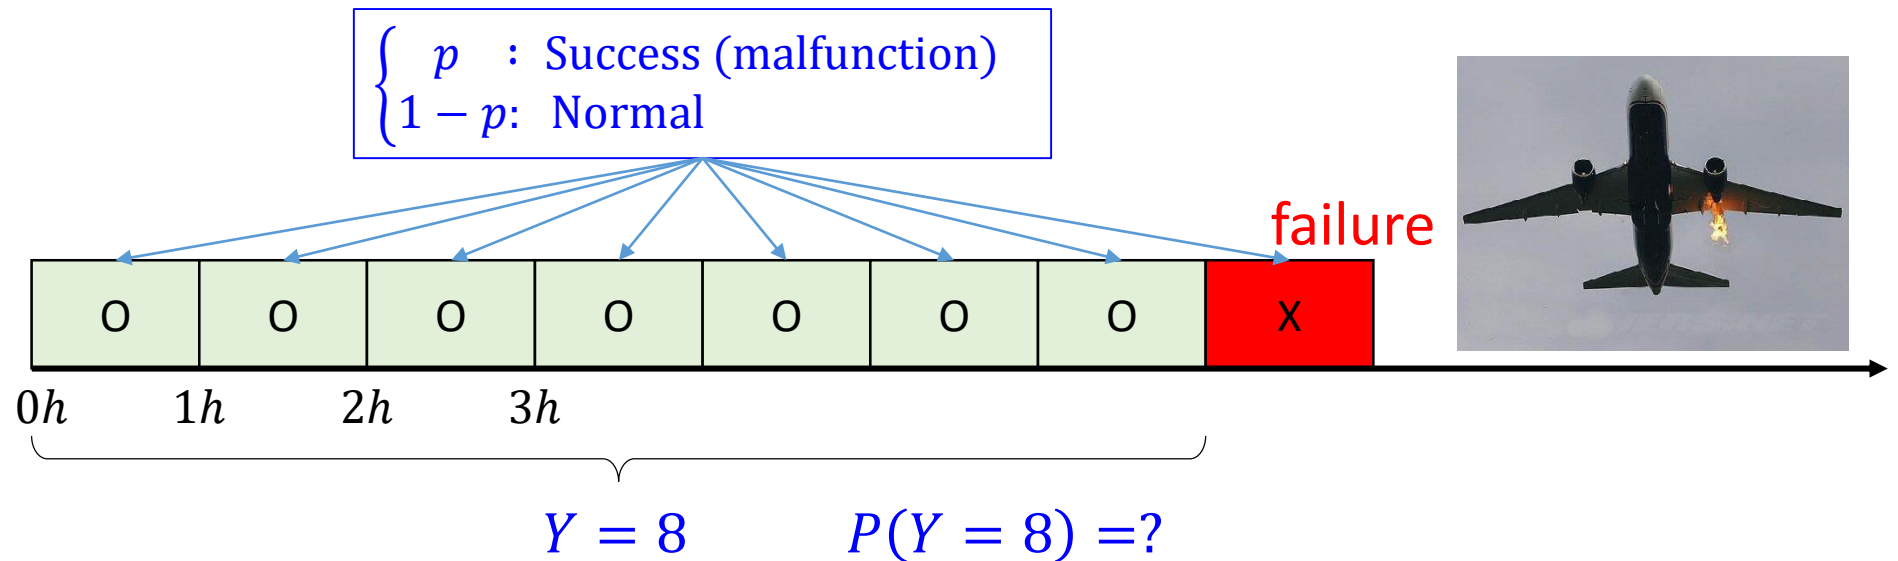 p : Success (malfunction)
1 − p: Normal
failure
O O O O O O O X
0h 1h 2h 3h
Y = 8 P(Y = 8) =?